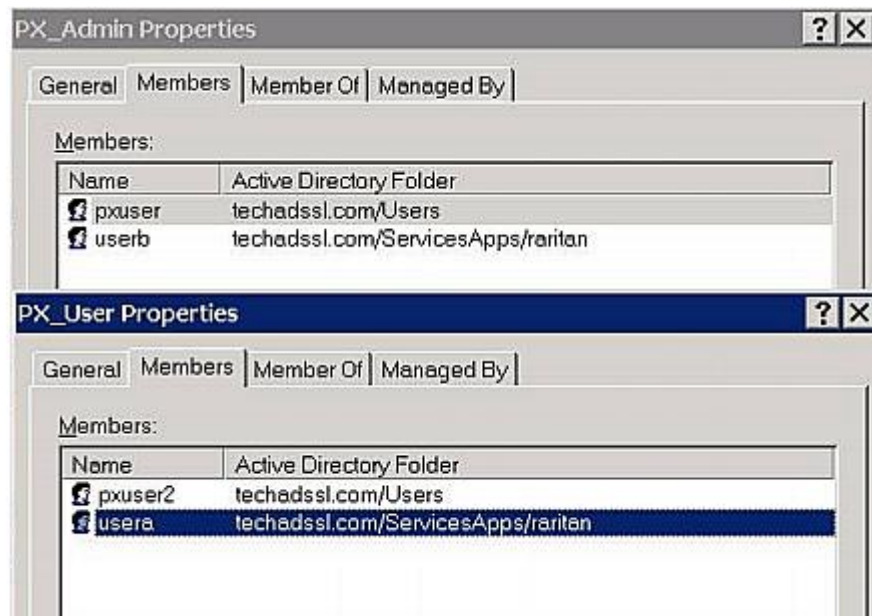 PX_Admin Properties
General Members Member Of Managed By
Members:
Name Active Directory Folder
pxuser techadssl.com/Users
userb techadssl.com/ServicesApps/raritan
PX_User Properties
General Members Member Of Managed By
Members:
Name Active Directory Folder
pxuser2 techadssl.com/Users
usera techadssl.com/ServicesApps/raritan